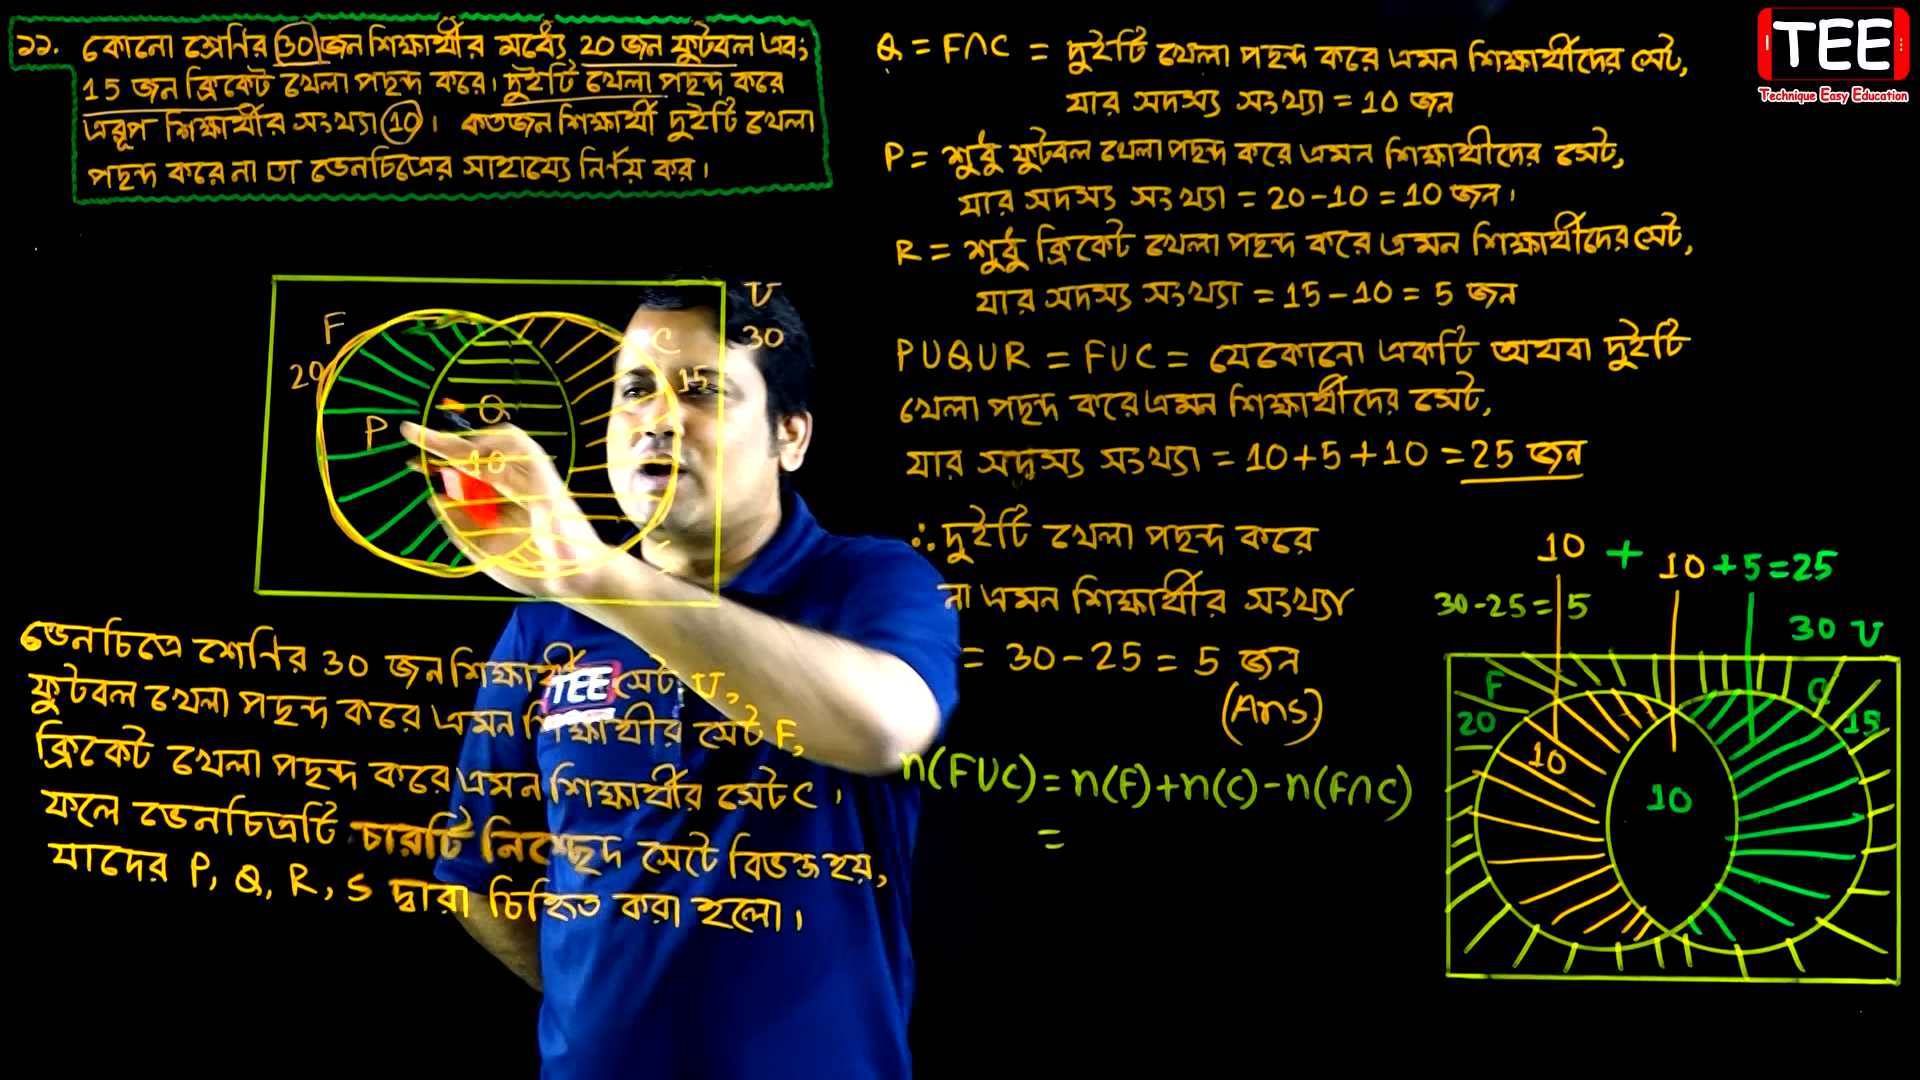 ১১. কোনো শ্রেণির 30 জন শিক্ষার্থীর মধ্যে 20 জন ফুটবল এবং
15 জন ক্রিকেট খেলা পছন্দ করে। দুইটি খেলা পছন্দ করে
এরূপ শিক্ষার্থীর সংখ্যা 10। কতজন শিক্ষার্থী দুইটি খেলা
পছন্দ করে না তা ভেনচিত্রের সাহায্যে নির্ণয় কর।
U
30
F
20
C
15
P
Q
10
S
ভেনচিত্রে শ্রেণির 30 জন শিক্ষার্থীর সেট U,
ফুটবল খেলা পছন্দ করে এমন শিক্ষার্থীর সেট F,
ক্রিকেট খেলা পছন্দ করে এমন শিক্ষার্থীর সেট C,
ফলে ভেনচিত্রটি চারটি নিশ্ছেদ সেটে বিভক্ত হয়,
যাদের P, Q, R, S দ্বারা চিহ্নিত করা হলো।
TEE
Q = F∩C = দুইটি খেলা পছন্দ করে এমন শিক্ষার্থীদের সেট,
যার সদস্য সংখ্যা = 10 জন
P = শুধু ফুটবল খেলা পছন্দ করে এমন শিক্ষার্থীদের সেট,
যার সদস্য সংখ্যা = 20-10 = 10 জন।
R = শুধু ক্রিকেট খেলা পছন্দ করে এমন শিক্ষার্থীদের সেট,
যার সদস্য সংখ্যা = 15-10 = 5 জন
P∪Q∪R = F∪C = যেকোনো একটি অথবা দুইটি
খেলা পছন্দ করে এমন শিক্ষার্থীদের সেট,
যার সদস্য সংখ্যা = 10+5+10 = 25 জন
∴ দুইটি খেলা পছন্দ করে
না এমন শিক্ষার্থীর সংখ্যা
= 30-25 = 5 জন
(Ans)
n(F∪C) = n(F)+n(C)-n(F∩C)
=
10 + 10+5=25
30-25=5
30 U
F
20
C
15
10
10
TEE
Technique Easy Education